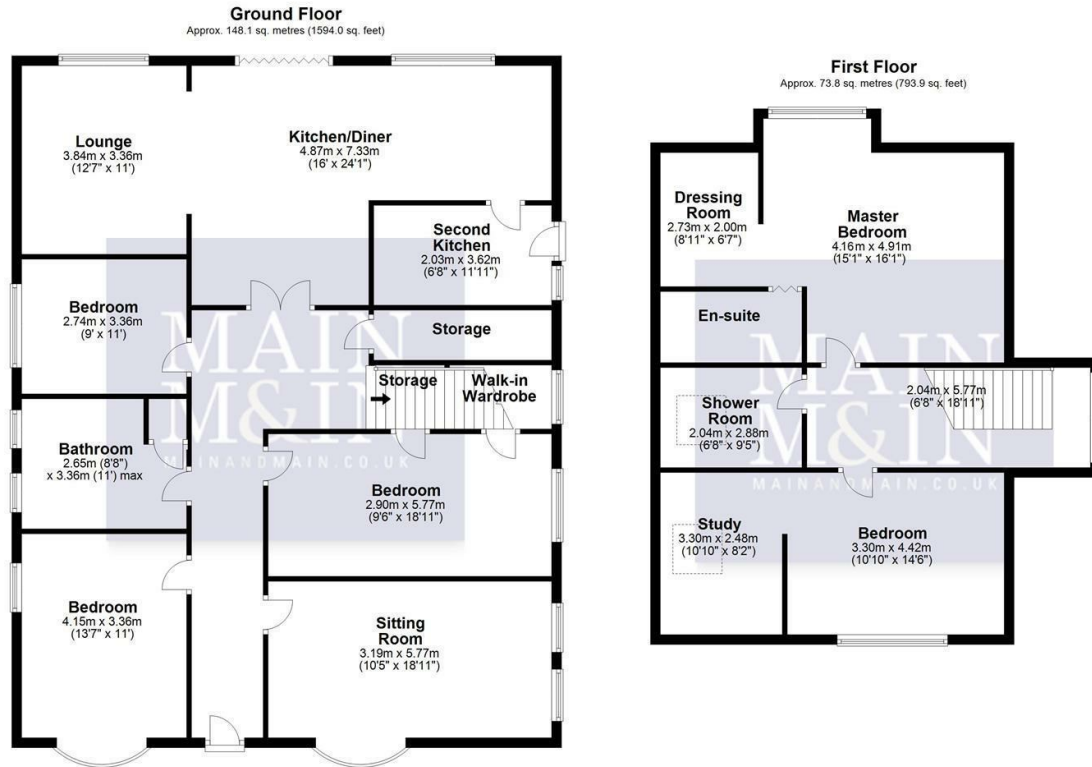 Ground Floor
Approx. 148.1 sq. metres (1594.0 sq. feet)
Lounge
3.84m x 3.36m
(12'7" x 11')
Kitchen/Diner
4.87m x 7.33m
(16' x 24'1")
Second
Kitchen
2.03m x 3.62m
(6'8" x 11'11")
Bedroom
2.74m x 3.36m
(9' x 11')
Storage
Storage
Walk-in
Wardrobe
Bathroom
2.65m (8'8")
x 3.36m (11') max
Bedroom
2.90m x 5.77m
(9'6" x 18'11")
Bedroom
4.15m x 3.36m
(13'7" x 11')
Sitting
Room
3.19m x 5.77m
(10'5" x 18'11")
MAIN
M&IN
MAINANDMAIN.CO.UK
First Floor
Approx. 73.8 sq. metres (793.9 sq. feet)
Dressing
Room
2.73m x 2.00m
(8'11" x 6'7")
Master
Bedroom
4.16m x 4.91m
(15'1" x 16'1")
En-suite
Shower
Room
2.04m x 2.88m
(6'8" x 9'5")
2.04m x 5.77m
(6'8" x 18'11")
Study
3.30m x 2.48m
(10'10" x 8'2")
Bedroom
3.30m x 4.42m
(10'10" x 14'6")
MAIN
M&IN
MAINANDMAIN.CO.UK